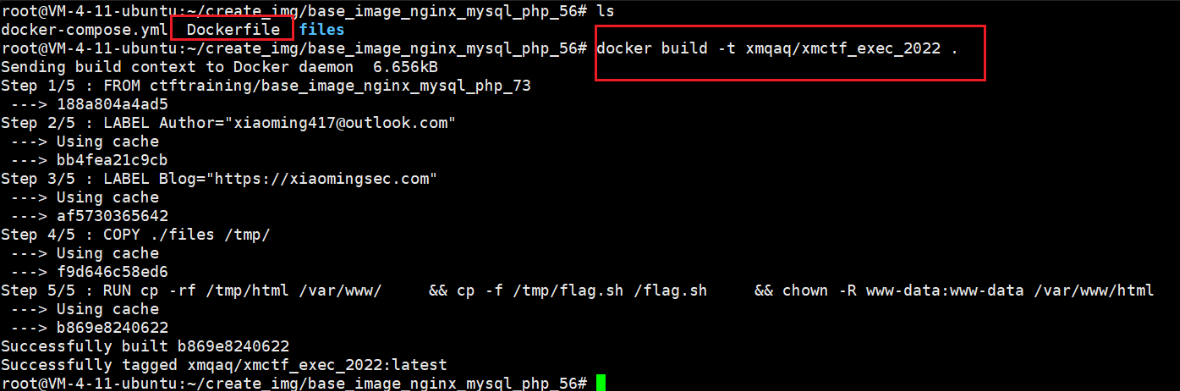 root@VM-4-11-ubuntu:~/create_img/base_image_nginx_mysql_php_56# ls
docker-compose.yml  Dockerfile  files
root@VM-4-11-ubuntu:~/create_img/base_image_nginx_mysql_php_56# docker build -t xmqaq/xmctf_exec_2022 .
Sending build context to Docker daemon  6.656kB
Step 1/5 : FROM ctftraining/base_image_nginx_mysql_php_73
 ---> 188a804a4ad5
Step 2/5 : LABEL Author="xiaoming417@outlook.com"
 ---> Using cache
 ---> bb4fea21c9cb
Step 3/5 : LABEL Blog="https://xiaomingsec.com"
 ---> Using cache
 ---> af5730365642
Step 4/5 : COPY ./files /tmp/
 ---> Using cache
 ---> f9d646c58ed6
Step 5/5 : RUN cp -rf /tmp/html /var/www/     && cp -f /tmp/flag.sh /flag.sh     && chown -R www-data:www-data /var/www/html
 ---> Using cache
 ---> b869e8240622
Successfully built b869e8240622
Successfully tagged xmqaq/xmctf_exec_2022:latest
root@VM-4-11-ubuntu:~/create_img/base_image_nginx_mysql_php_56#